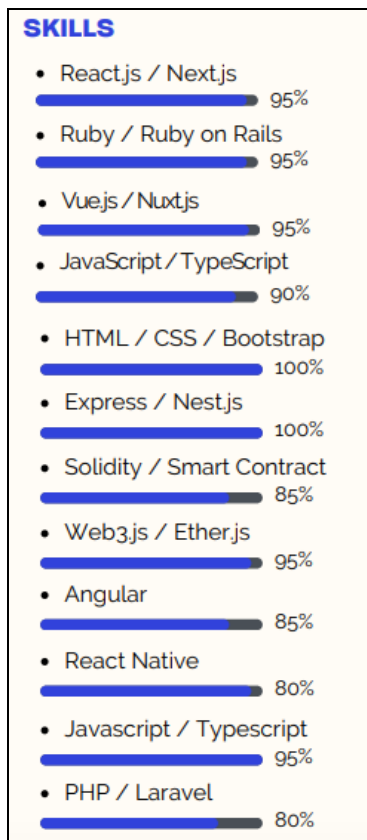 SKILLS
• React.js / Next.js
95%
• Ruby / Ruby on Rails
95%
• Vue.js / Nuxt.js
95%
• JavaScript / TypeScript
90%
• HTML / CSS / Bootstrap
100%
• Express / Nest.js
100%
• Solidity / Smart Contract
85%
• Web3.js / Ether.js
95%
• Angular
85%
• React Native
80%
• Javascript / Typescript
95%
• PHP / Laravel
80%